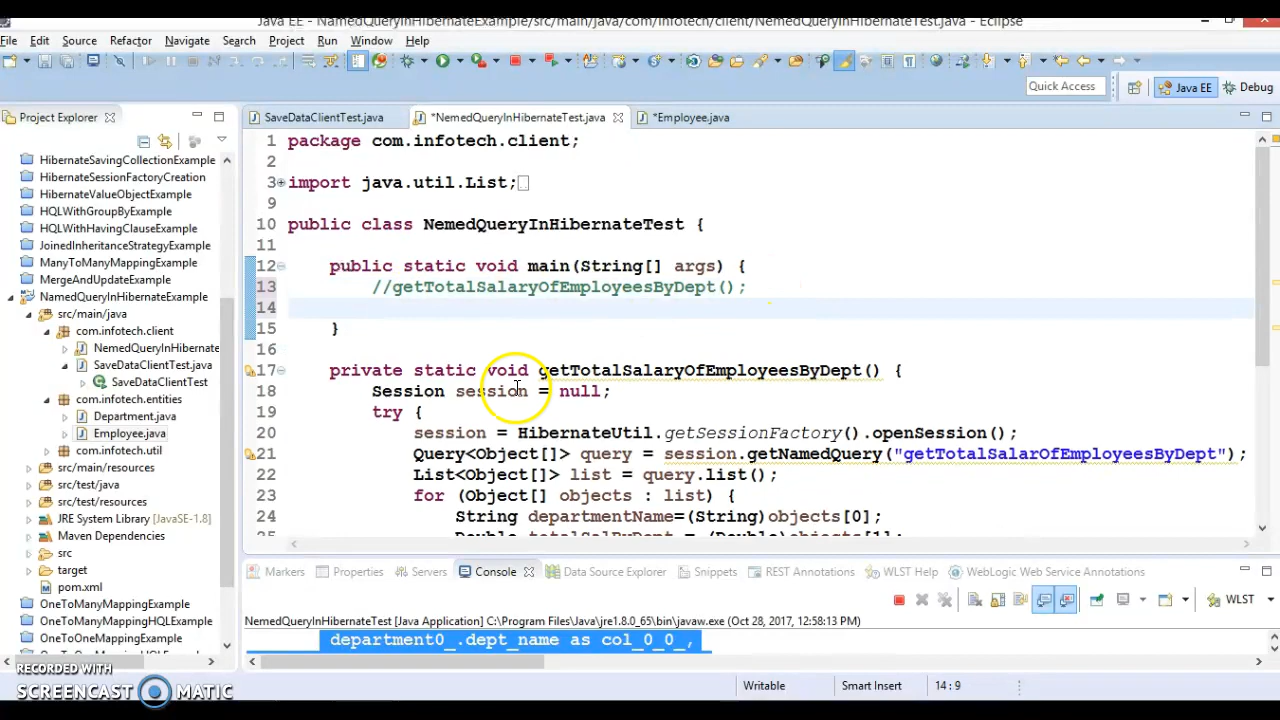 Java EE - NamedQueryInHibernateExample/src/main/java/com/infotech/client/NemedQueryInHibernateTest.java - Eclipse
File Edit Source Refactor Navigate Search Project Run Window Help
Quick Access
Java EE
Debug
Project Explorer
SaveDataClientTest.java
*NemedQueryInHibernateTest.java
*Employee.java
HibernateSavingCollectionExample
HibernateSessionFactoryCreation
HibernateValueObjectExample
HQLWithGroupByExample
HQLWithHavingClauseExample
JoinedInheritanceStrategyExample
ManyToManyMappingExample
MergeAndUpdateExample
NamedQueryInHibernateExample
src/main/java
com.infotech.client
NemedQueryInHibernate
SaveDataClientTest.java
SaveDataClientTest
com.infotech.entities
Department.java
Employee.java
com.infotech.util
src/main/resources
src/test/java
src/test/resources
JRE System Library [JavaSE-1.8]
Maven Dependencies
src
target
pom.xml
OneToManyMappingExample
OneToManyMappingHQLExample
OneToOneMappingExample
1 package com.infotech.client;
2
3 import java.util.List;
9
10 public class NemedQueryInHibernateTest {
11
12 public static void main(String[] args) {
13 //getTotalSalaryOfEmployeesByDept();
14
15 }
16
17 private static void getTotalSalaryOfEmployeesByDept() {
18 Session session = null;
19 try {
20 session = HibernateUtil.getSessionFactory().openSession();
21 Query<Object[]> query = session.getNamedQuery("getTotalSalarOfEmployeesByDept");
22 List<Object[]> list = query.list();
23 for (Object[] objects : list) {
24 String departmentName=(String)objects[0];
25 Double totalSalByDept = (Double)objects[1];
Markers Properties Servers Console Data Source Explorer Snippets REST Annotations WLST Help WebLogic Web Service Annotations
WLST
NemedQueryInHibernateTest [Java Application] C:\Program Files\Java\jre1.8.0_65\bin\javaw.exe (Oct 28, 2017, 12:58:13 PM)
department0_.dept_name as col_0_0_,
Writable
Smart Insert
14 : 9
RECORDED WITH
SCREENCAST MATIC